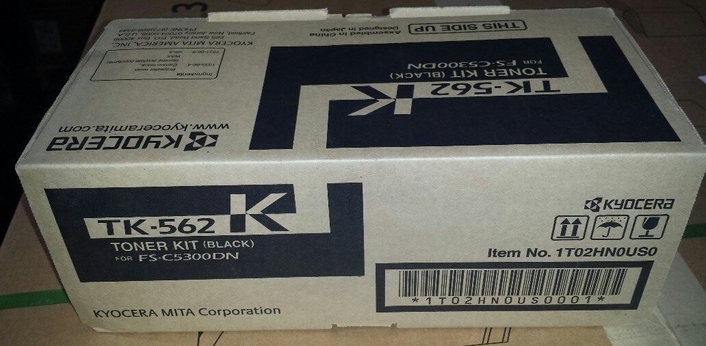 THIS SIDE UP
Assembled in China
Designed in Japan
KYOCERA MITA AMERICA, INC.
Ingredients
TONER KIT (BLACK)
FOR FS-C5300DN
TK-562 K
KYOCERA
www.kyoceramita.com
TK-562 K
TONER KIT (BLACK)
FOR FS-C5300DN
KYOCERA MITA Corporation
KYOCERA
Item No. 1T02HN0US0
*1T02HN0US0001*